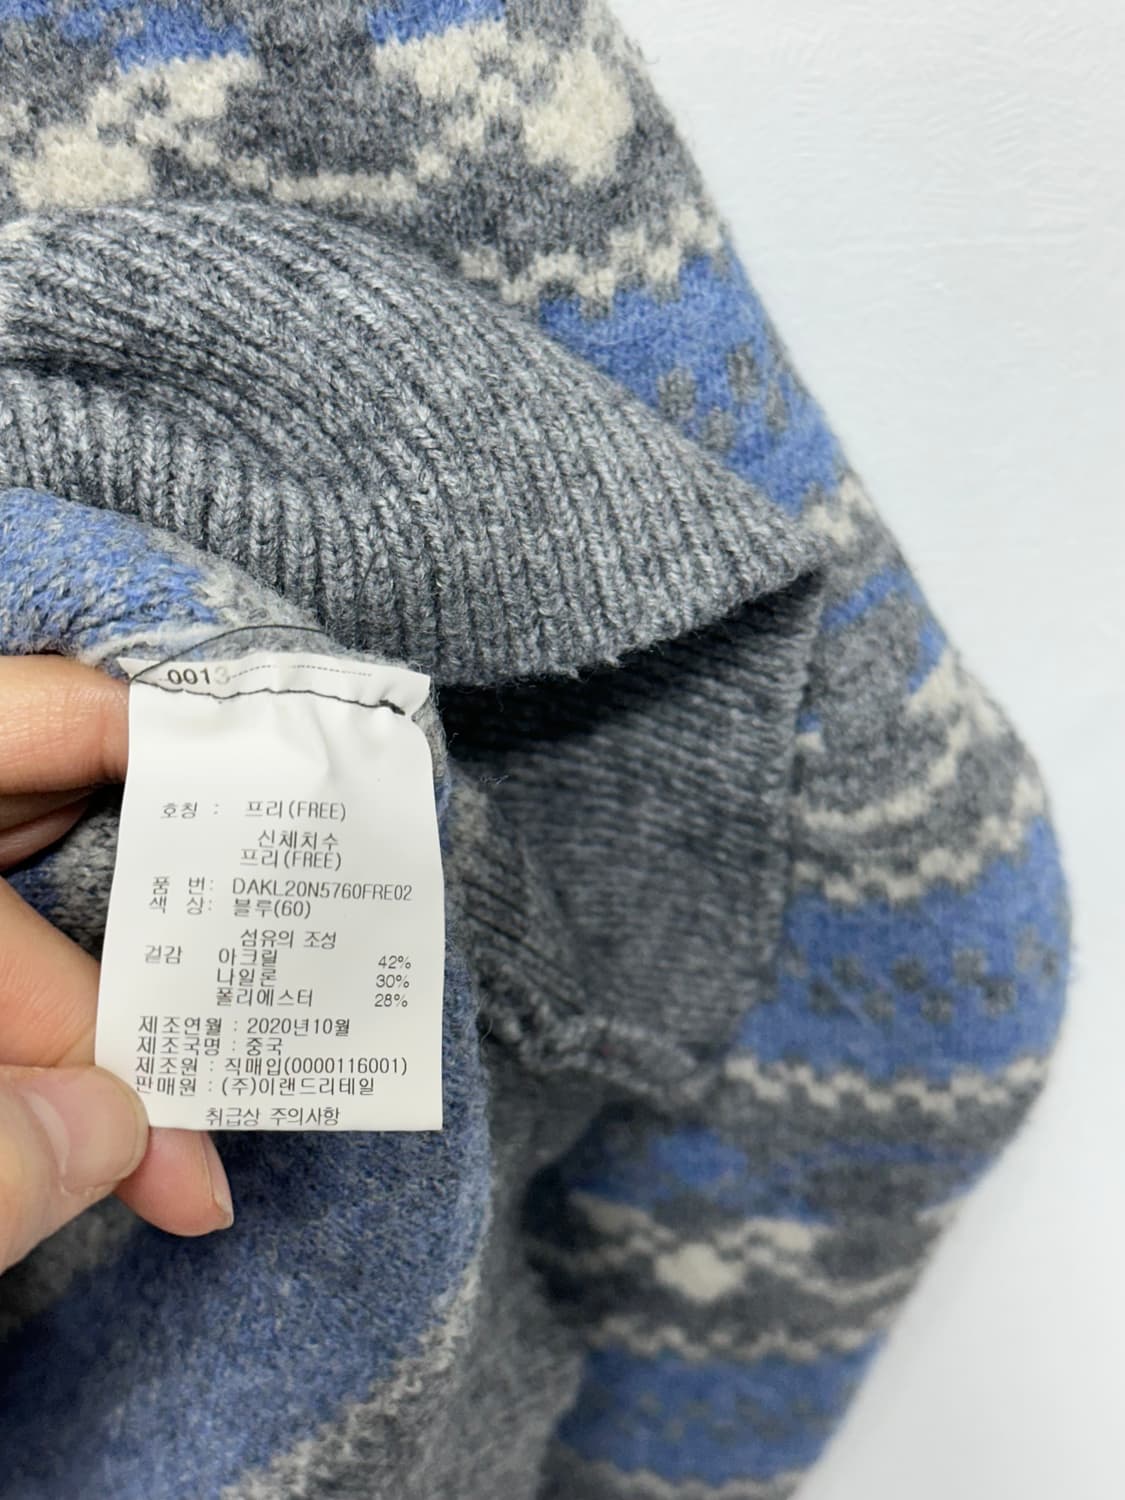 0013
호칭 : 프리(FREE)
신체치수
프리(FREE)
품 번: DAKL20N5760FRE02
색 상: 블루(60)
섬유의 조성
겉감 아크릴 42%
나일론 30%
폴리에스터 28%
제조연월 : 2020년10월
제조국명 : 중국
제조원 : 직매입(0000116001)
판매원 : (주)이랜드리테일
취급상 주의사항